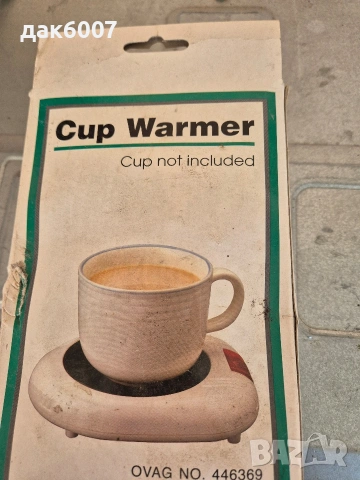 дак6007
Cup Warmer
Cup not included
OVAG NO. 446369
BAZAR